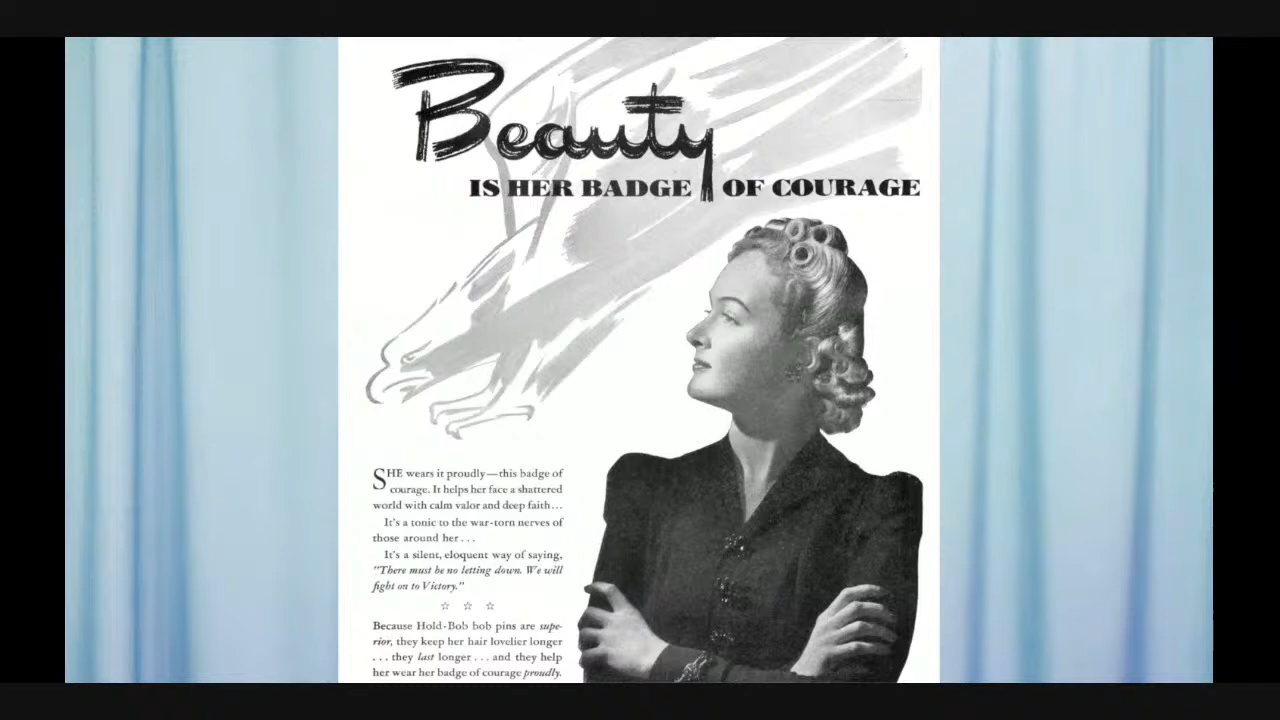 Beauty
IS HER BADGE OF COURAGE
SHE wears it proudly—this badge of
courage. It helps her face a shattered
world with calm valor and deep faith...
It's a tonic to the war-torn nerves of
those around her...
It's a silent, eloquent way of saying,
"There must be no letting down. We will
fight on to Victory."
Because Hold-Bob bob pins are supe-
rior, they keep her hair lovelier longer
...they last longer...and they help
her wear her badge of courage proudly.